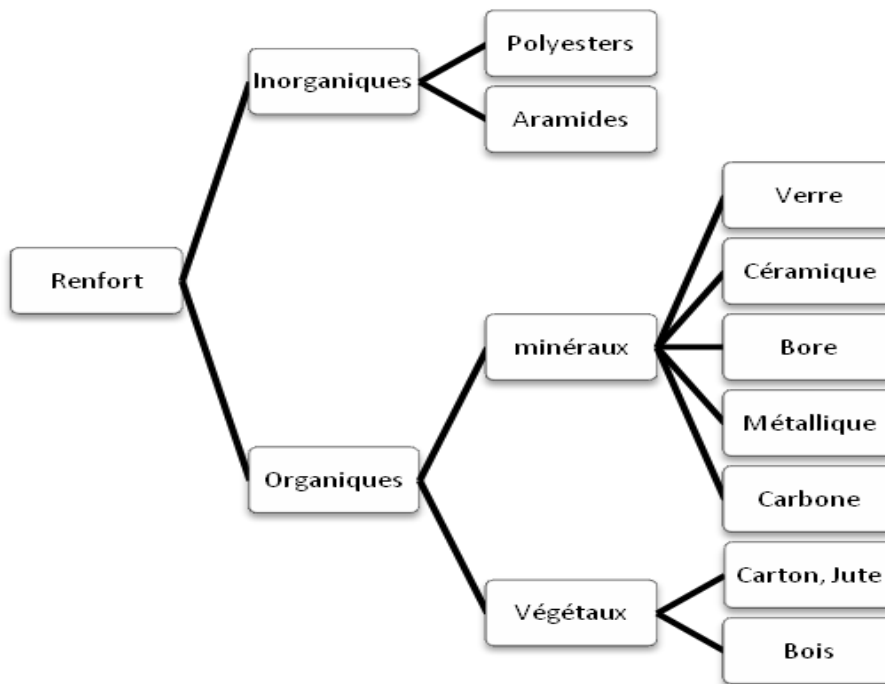 Polyesters
Inorganiques
Aramides
Verre
Céramique
Renfort
minéraux
Bore
Métallique
Organiques
Carbone
Carton, Jute
Végétaux
Bois